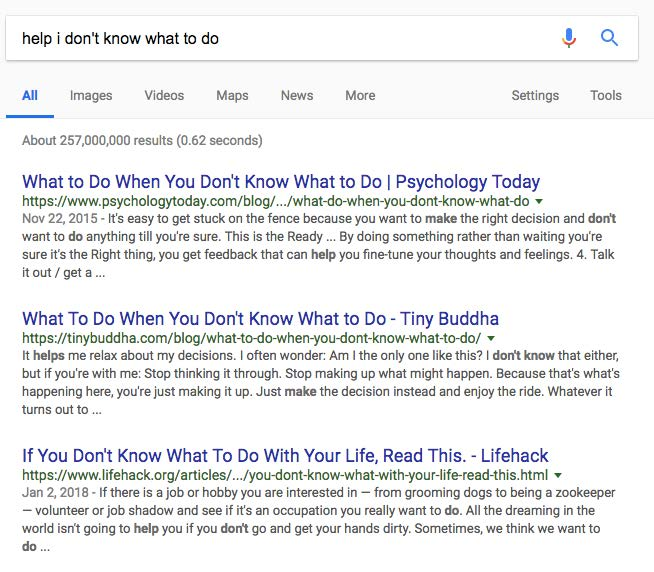 help i don't know what to do
All Images Videos Maps News More Settings Tools
About 257,000,000 results (0.62 seconds)
What to Do When You Don't Know What to Do | Psychology Today
https://www.psychologytoday.com/blog/.../what-do-when-you-dont-know-what-do
Nov 22, 2015 - It's easy to get stuck on the fence because you want to make the right decision and don't
want to do anything till you're sure. This is the Ready ... By doing something rather than waiting you're
sure it's the Right thing, you get feedback that can help you fine-tune your thoughts and feelings. 4. Talk
it out / get a ...
What To Do When You Don't Know What to Do - Tiny Buddha
https://tinybuddha.com/blog/what-to-do-when-you-dont-know-what-to-do/
It helps me relax about my decisions. I often wonder: Am I the only one like this? I don't know that either,
but if you're with me: Stop thinking it through. Stop making up what might happen. Because that's what's
happening here, you're just making it up. Just make the decision instead and enjoy the ride. Whatever it
turns out to ...
If You Don't Know What To Do With Your Life, Read This. - Lifehack
https://www.lifehack.org/articles/.../you-dont-know-what-with-your-life-read-this.html
Jan 2, 2018 - If there is a job or hobby you are interested in — from grooming dogs to being a zookeeper
— volunteer or job shadow and see if it's an occupation you really want to do. All the dreaming in the
world isn't going to help you if you don't go and get your hands dirty. Sometimes, we think we want to
do ...